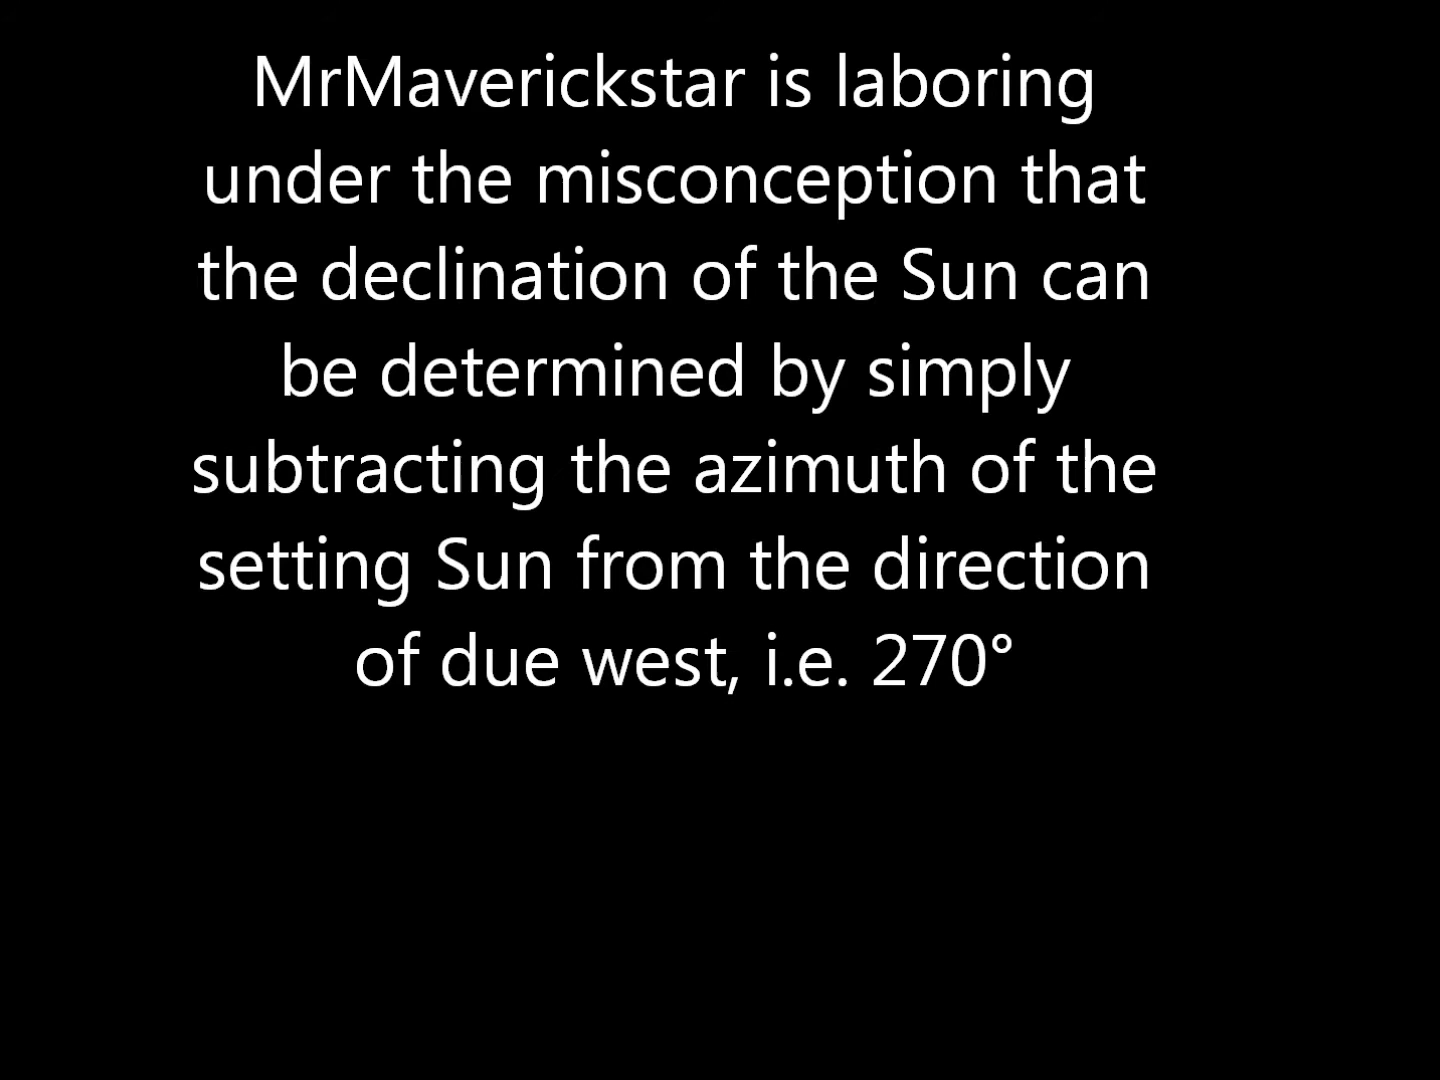 MrMaverickstar is laboring
under the misconception that
the declination of the Sun can
be determined by simply
subtracting the azimuth of the
setting Sun from the direction
of due west, i.e. 270°